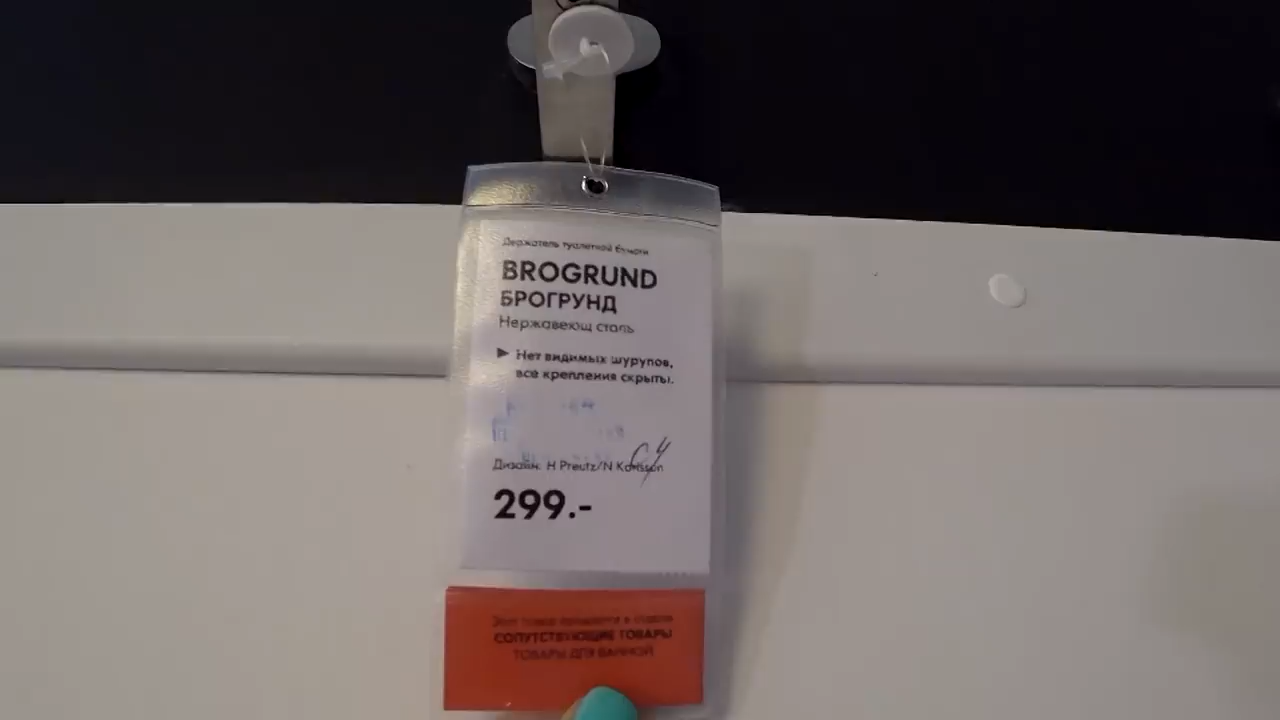 Держатель туалетной бумаги
BROGRUND
БРОГРУНД
Нержавеющ сталь
► Нет видимых шурупов,
все крепления скрыты.
Дизайн: H Preutz/N Karlsson
299.-
Этот товар находится в отделе
СОПУТСТВУЮЩИЕ ТОВАРЫ
ТОВАРЫ ДЛЯ ВАННОЙ